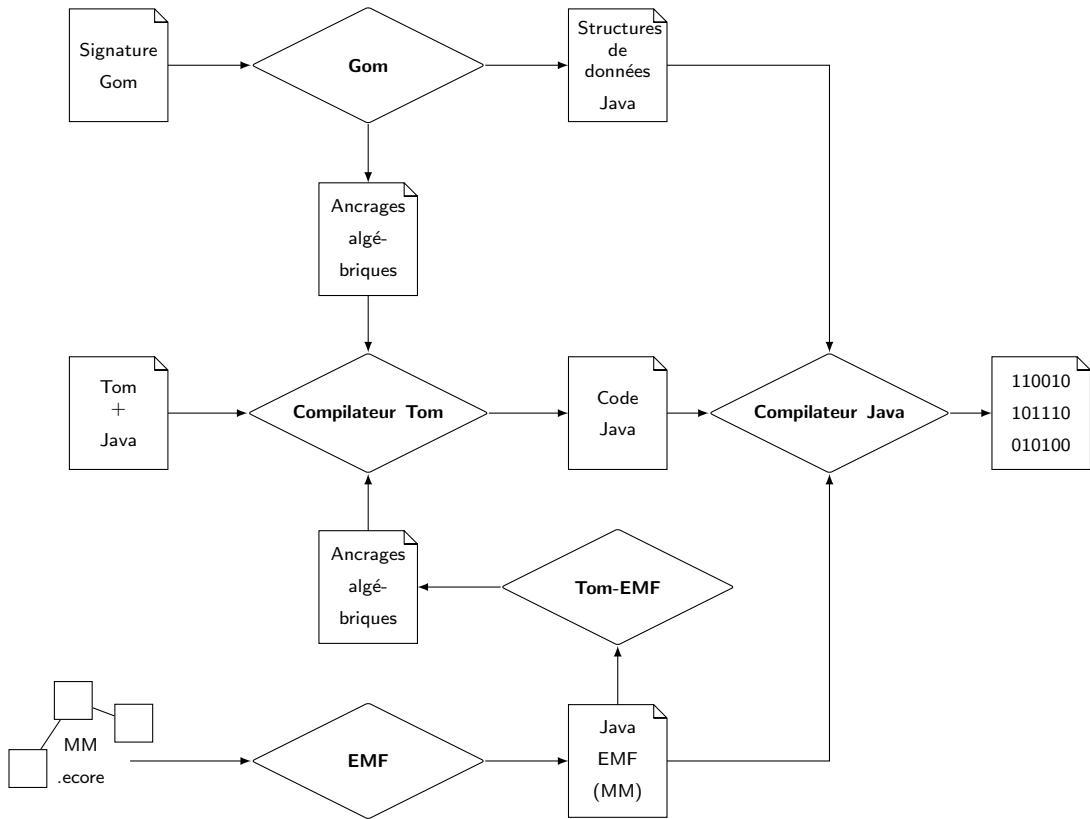 Signature
Gom
Gom
Structures
de
données
Java
Ancrages
algé-
briques
Tom
+
Java
Compilateur Tom
Code
Java
Compilateur Java
110010
101110
010100
Ancrages
algé-
briques
Tom-EMF
MM
.ecore
EMF
Java
EMF
(MM)